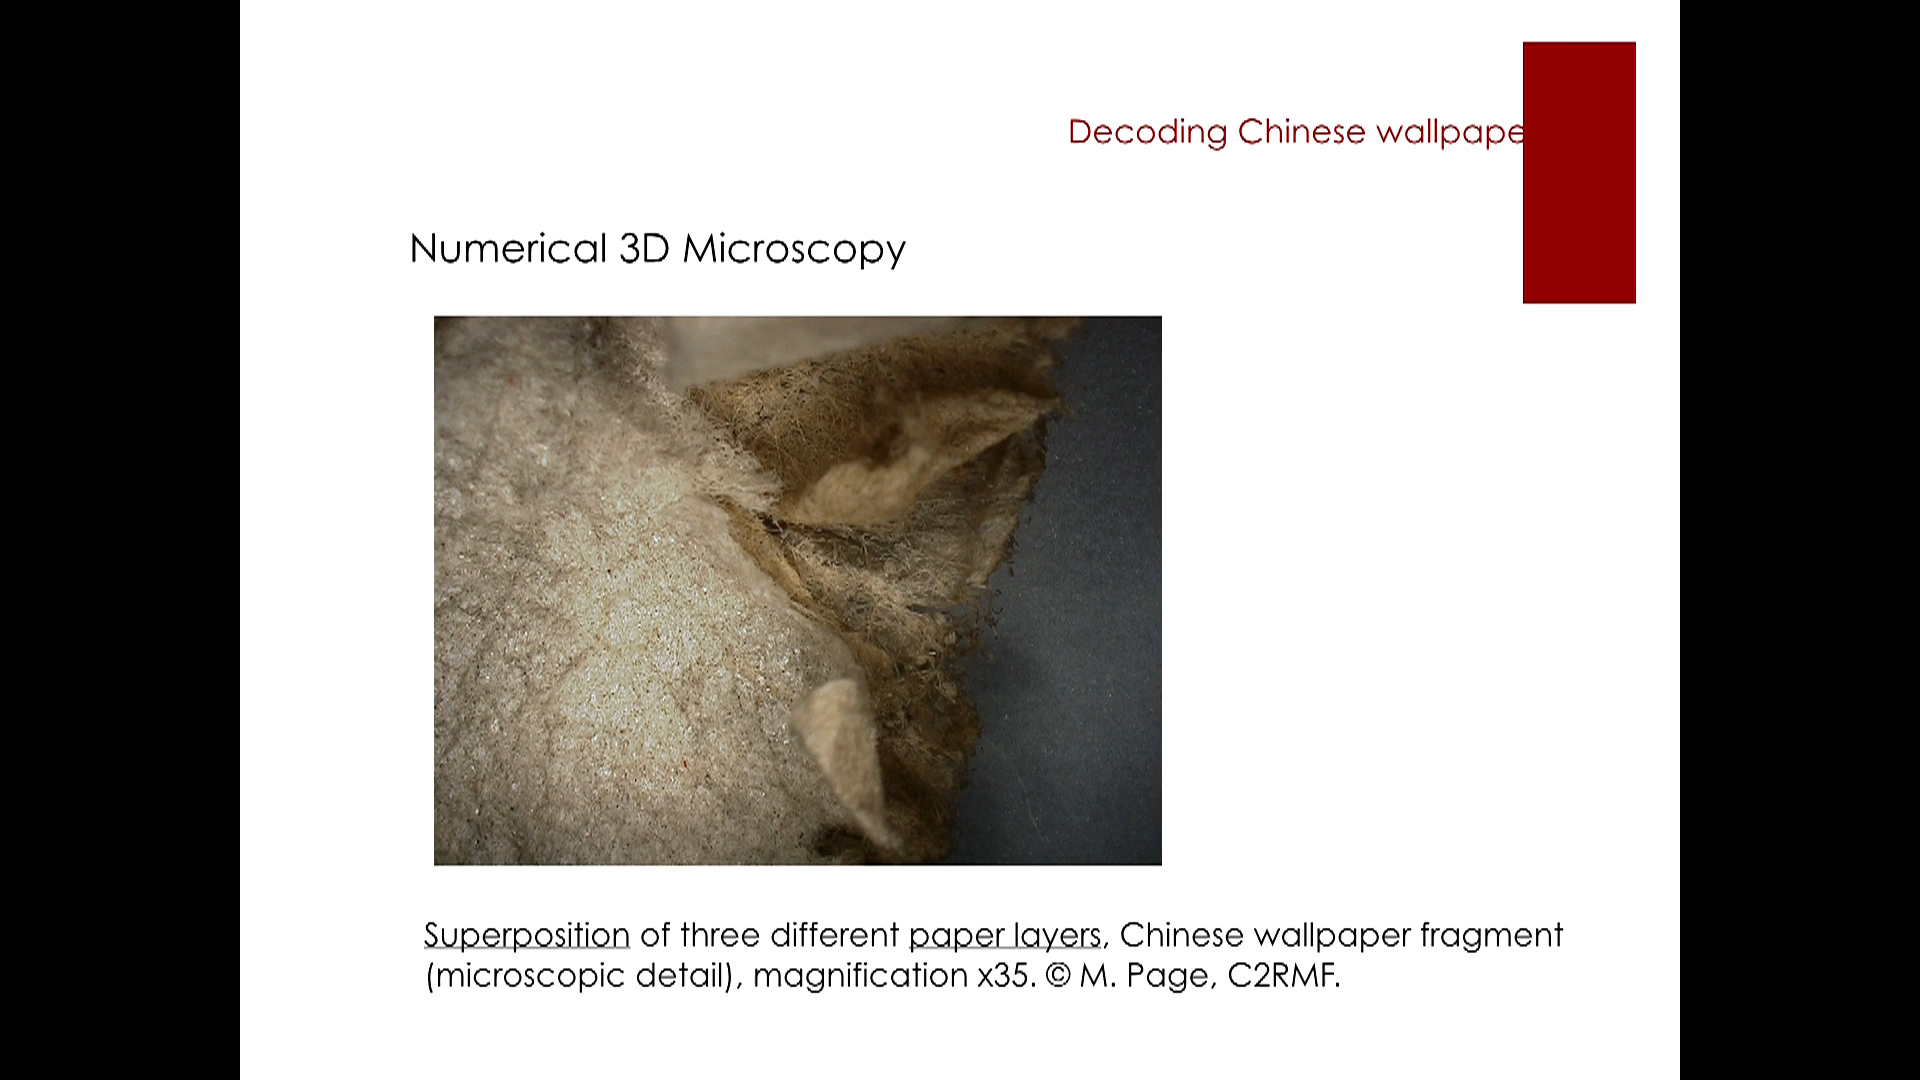 Decoding Chinese wallpape
Numerical 3D Microscopy
Superposition of three different paper layers, Chinese wallpaper fragment
(microscopic detail), magnification x35. © M. Page, C2RMF.